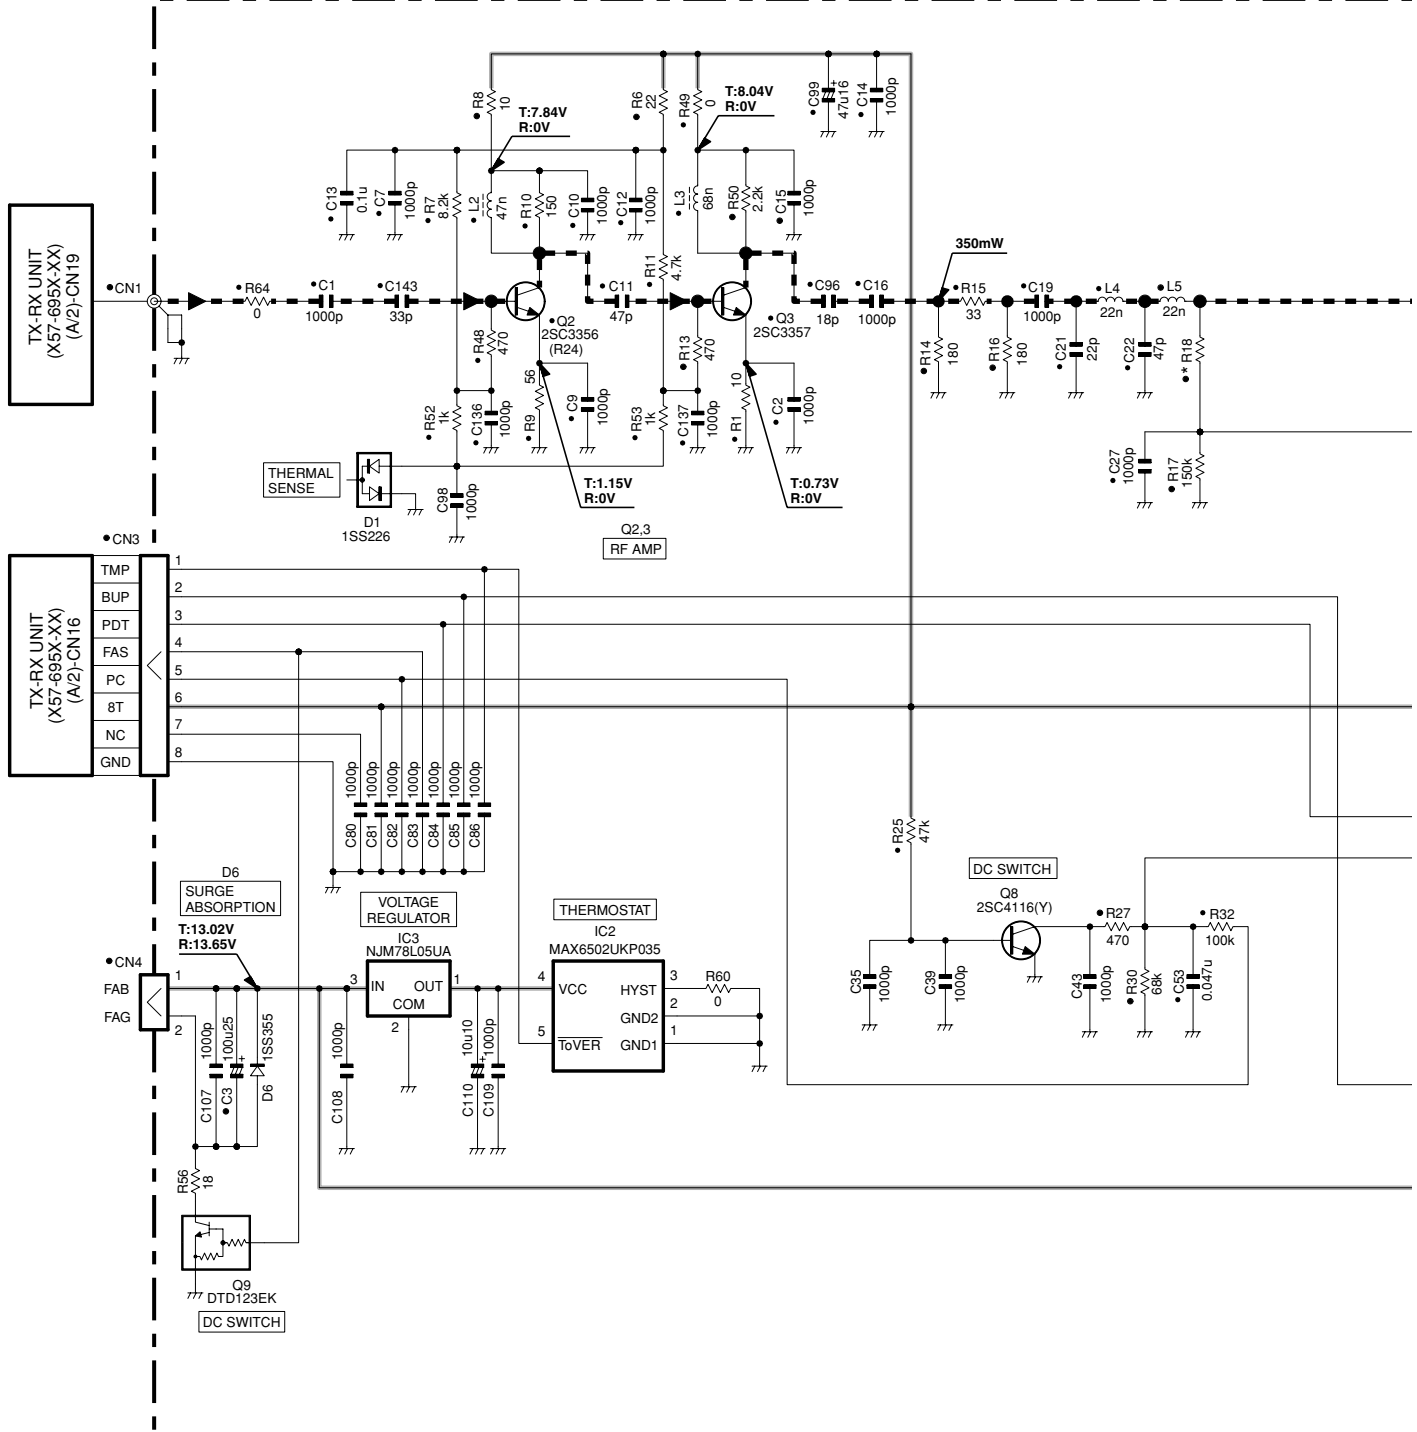 R8
10
T:7.84V
R:0V
R6
22
R49
0
T:8.04V
R:0V
C99
47u16
+
C14
1000p
C13
0.1u
C7
1000p
R7
8.2k
L2
47n
R10
150
C10
1000p
C12
1000p
R11
4.7k
L3
68n
R50
2.2k
C15
1000p
TX-RX UNIT
(X57-695X-XX)
(A/2)-CN19
CN1
R64
0
C1
1000p
C143
33p
Q2
2SC3356
(R24)
C11
47p
Q3
2SC3357
C96
18p
C16
1000p
350mW
R15
33
C19
1000p
L4
22n
L5
22n
R48
470
R13
470
R14
180
R16
180
C21
22p
C22
47p
R18
*
R52
1k
C136
1000p
R9
56
C9
1000p
R53
1k
C137
1000p
R1
10
C2
1000p
C27
1000p
R17
150k
THERMAL
SENSE
D1
1SS226
C98
1000p
T:1.15V
R:0V
T:0.73V
R:0V
Q2,3
RF AMP
CN3
TX-RX UNIT
(X57-695X-XX)
(A/2)-CN16
TMP 1
BUP 2
PDT 3
FAS 4
PC 5
8T 6
NC 7
GND 8
C80
1000p
C81
1000p
C82
1000p
C83
1000p
C84
1000p
C85
1000p
C86
1000p
R25
47k
DC SWITCH
Q8
2SC4116(Y)
R27
470
R32
100k
C35
1000p
C39
1000p
C43
1000p
R30
68k
C53
0.047u
D6
SURGE
ABSORPTION
T:13.02V
R:13.65V
VOLTAGE
REGULATOR
IC3
NJM78L05UA
THERMOSTAT
IC2
MAX6502UKP035
CN4
FAB 1
FAG 2
3 IN OUT 1
COM
2
4 VCC HYST 3
GND2 2
5 ToVER GND1 1
R60
0
C107
1000p
C3
100u25
+
D6
1SS355
C108
1000p
C110
10u10
+
C109
1000p
R56
18
Q9
DTD123EK
DC SWITCH